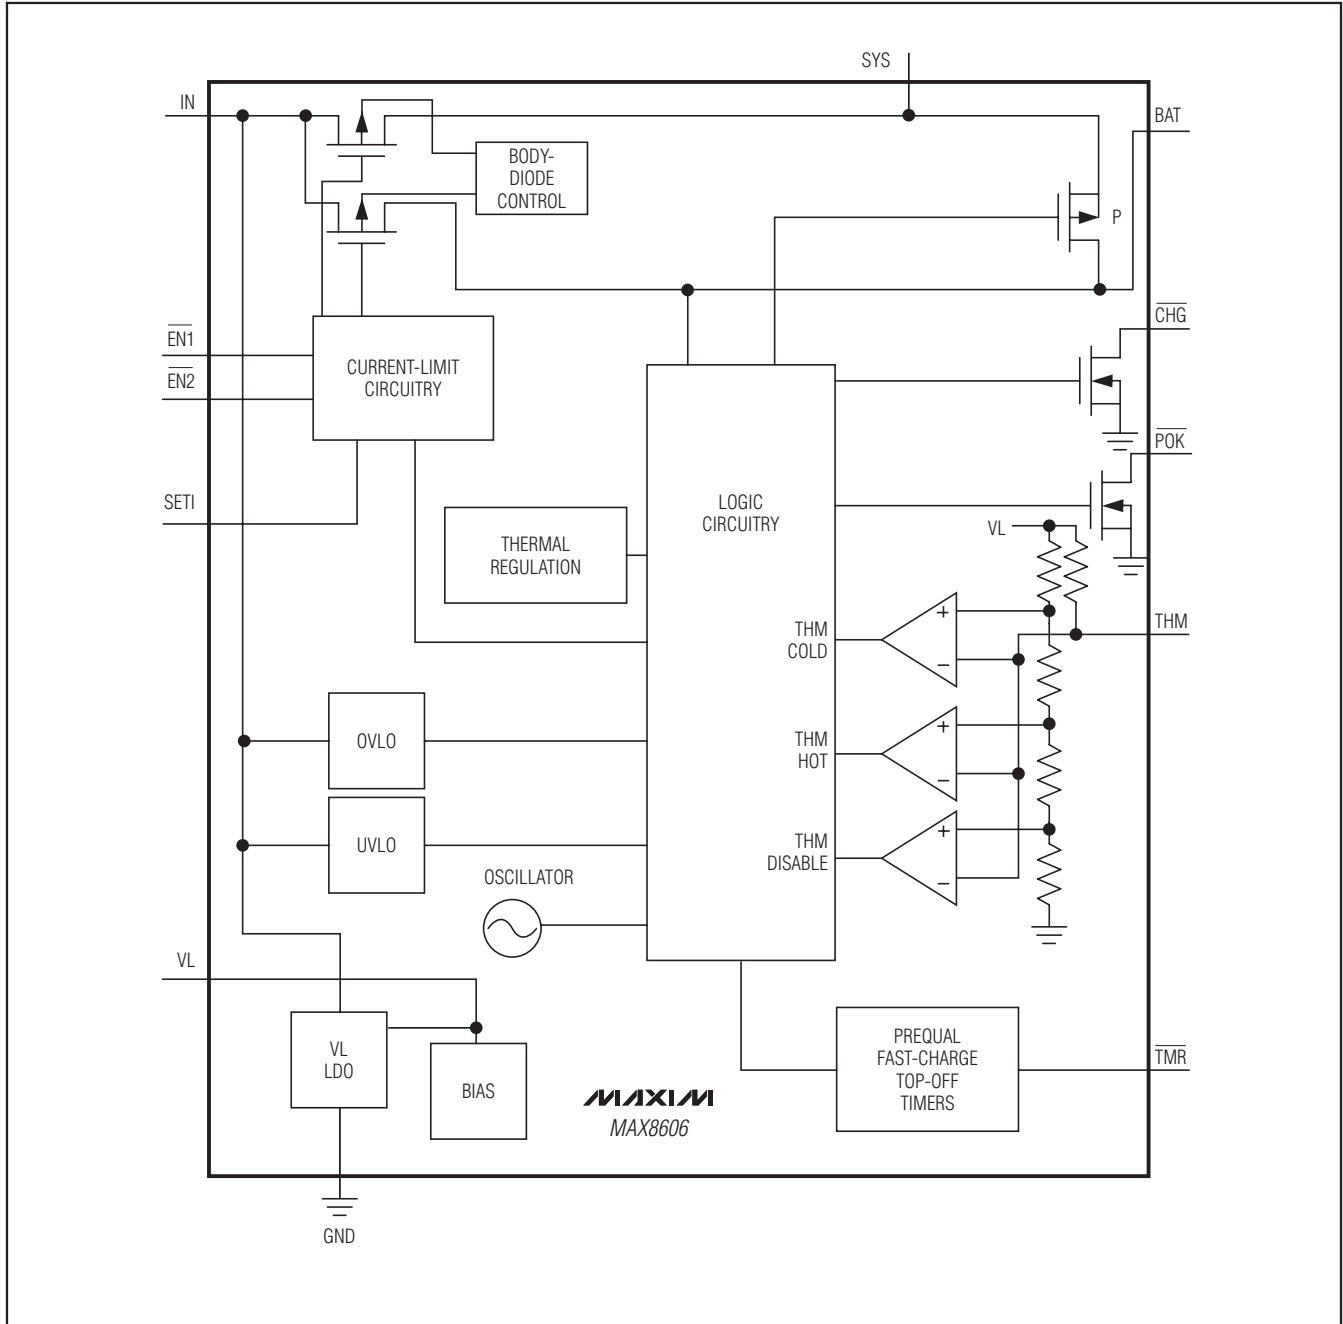 SYS
IN
BAT
BODY-
DIODE
CONTROL
P
CHG
EN1
EN2
CURRENT-LIMIT
CIRCUITRY
POK
SETI
LOGIC
CIRCUITRY
VL
THERMAL
REGULATION
THM
THM
COLD
+
−
OVLO
THM
HOT
+
−
UVLO
THM
DISABLE
+
−
OSCILLATOR
VL
VL
LDO
BIAS
PREQUAL
FAST-CHARGE
TOP-OFF
TIMERS
TMR
MAXIM
MAX8606
GND